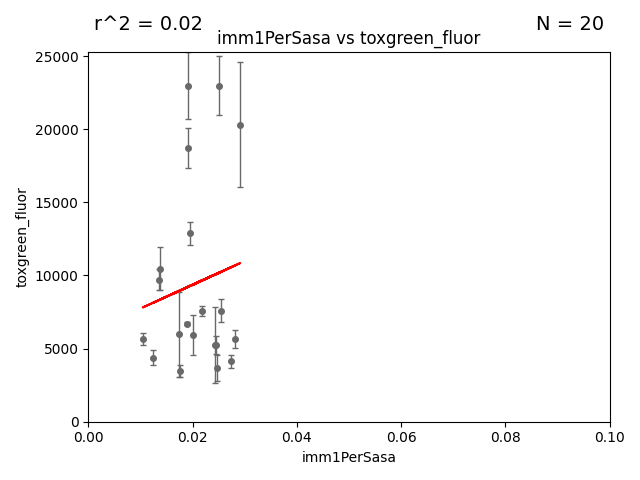 r^2 = 0.02
N = 20
imm1PerSasa vs toxgreen_fluor
25000
20000
15000
10000
5000
0
toxgreen_fluor
0.00
0.02
0.04
0.06
0.08
0.10
imm1PerSasa